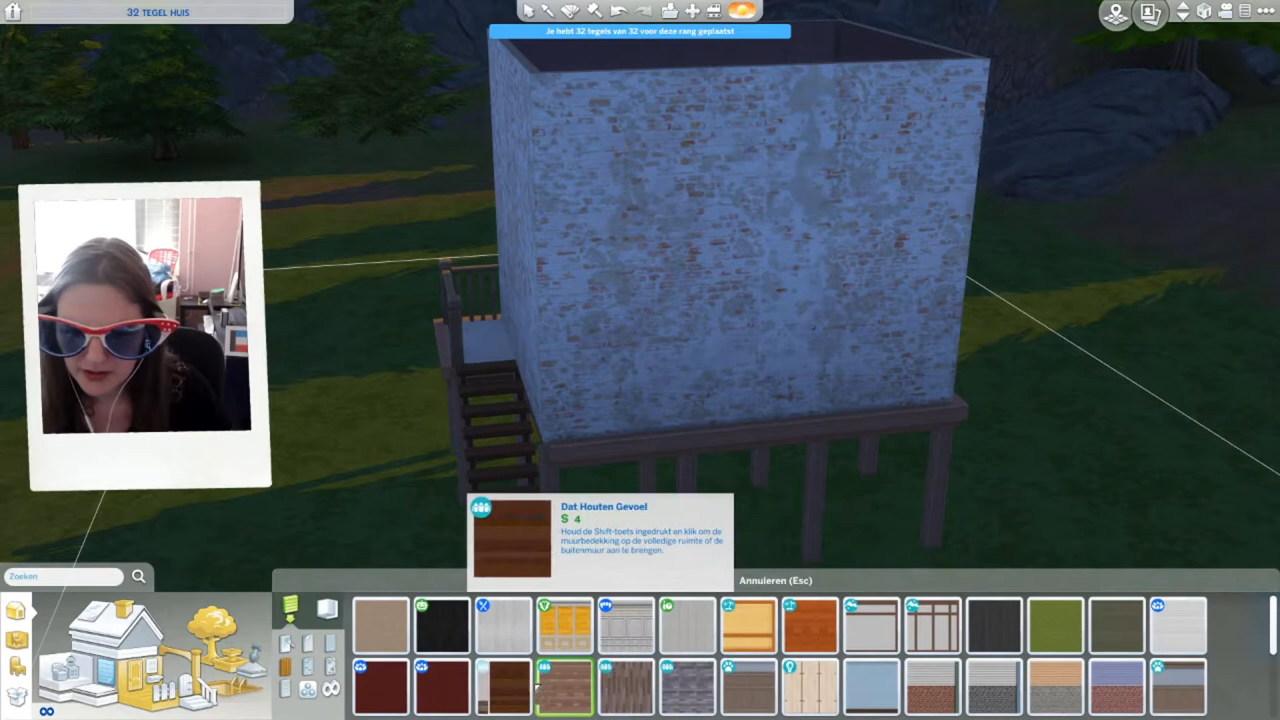 32 TEGEL HUIS
Je hebt 32 tegels van 32 voor deze rang geplaatst
Dat Houten Gevoel
§ 4
Houd de Shift-toets ingedrukt en klik om de
muurbedekking op de volledige ruimte of de
buitenmuur aan te brengen.
Zoeken
Annuleren (Esc)